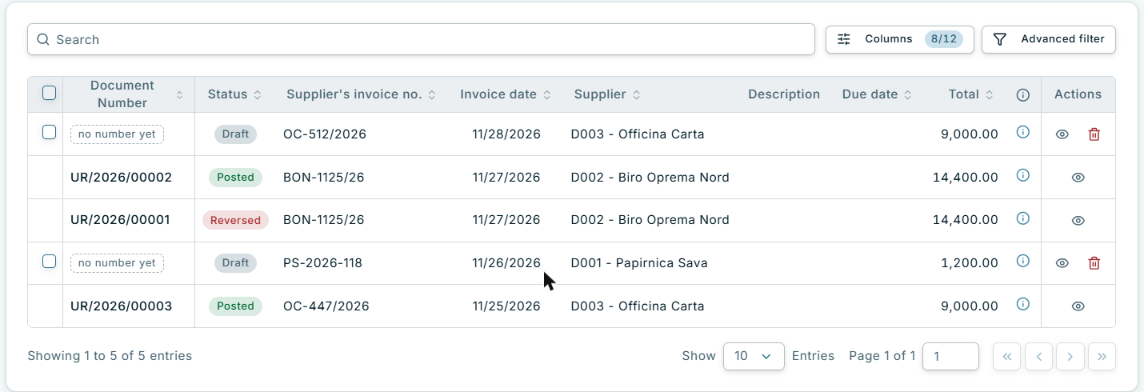 Search
Columns 8/12 Advanced filter
Document Number Status Supplier's invoice no. Invoice date Supplier Description Due date Total Actions
no number yet Draft OC-512/2026 11/28/2026 D003 - Officina Carta 9,000.00
UR/2026/00002 Posted BON-1125/26 11/27/2026 D002 - Biro Oprema Nord 14,400.00
UR/2026/00001 Reversed BON-1125/26 11/27/2026 D002 - Biro Oprema Nord 14,400.00
no number yet Draft PS-2026-118 11/26/2026 D001 - Papirnica Sava 1,200.00
UR/2026/00003 Posted OC-447/2026 11/25/2026 D003 - Officina Carta 9,000.00
Showing 1 to 5 of 5 entries Show 10 Entries Page 1 of 1 1